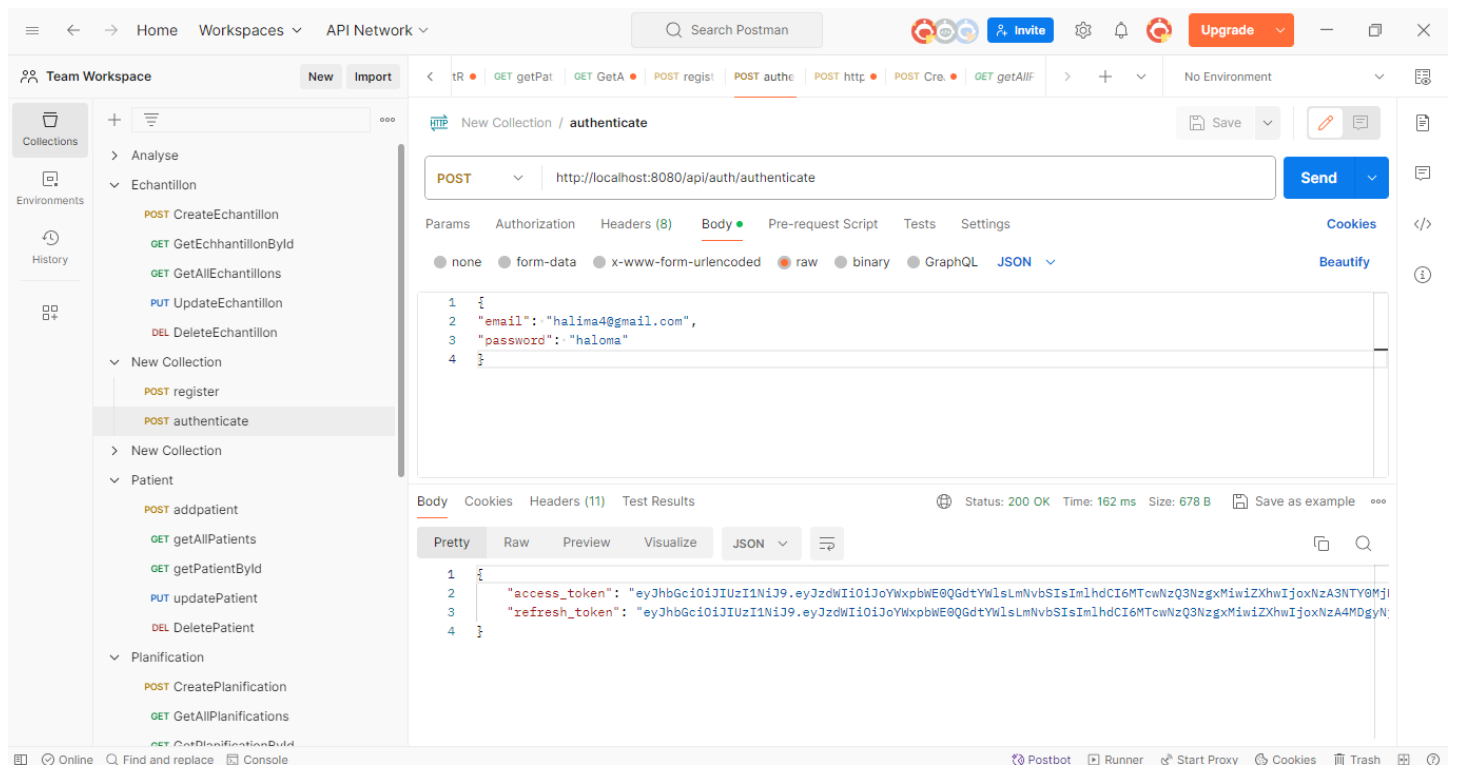 Home Workspaces API Network Search Postman Invite Upgrade
Team Workspace New Import tR GET getPat GET GetA POST regist POST authe POST http POST Cre. GET getAllF No Environment
Collections
Environments
History
Analyse
Echantillon
POST CreateEchantillon
GET GetEchhantillonById
GET GetAllEchantillons
PUT UpdateEchantillon
DEL DeleteEchantillon
New Collection
POST register
POST authenticate
New Collection
Patient
POST addpatient
GET getAllPatients
GET getPatientById
PUT updatePatient
DEL DeletePatient
Planification
POST CreatePlanification
GET GetAllPlanifications
GET GetPlanificationById
HTTP New Collection / authenticate Save
POST http://localhost:8080/api/auth/authenticate Send
Params Authorization Headers (8) Body Pre-request Script Tests Settings Cookies
none form-data x-www-form-urlencoded raw binary GraphQL JSON Beautify
1 {
2 "email": "halima4@gmail.com",
3 "password": "haloma"
4 }
Body Cookies Headers (11) Test Results Status: 200 OK Time: 162 ms Size: 678 B Save as example
Pretty Raw Preview Visualize JSON
1 {
2 "access_token": "eyJhbGciOiJIUzI1NiJ9.eyJzdWIiOiJoYWxpbWE0QGdtYWlsLmNvbSIsImlhdCI6MTcwNzQ3NzgxMiwiZXhwIjoxNzA3NTY0Mj
3 "refresh_token": "eyJhbGciOiJIUzI1NiJ9.eyJzdWIiOiJoYWxpbWE0QGdtYWlsLmNvbSIsImlhdCI6MTcwNzQ3NzgxMiwiZXhwIjoxNzA4MDgyN
4 }
Online Find and replace Console Postbot Runner Start Proxy Cookies Trash